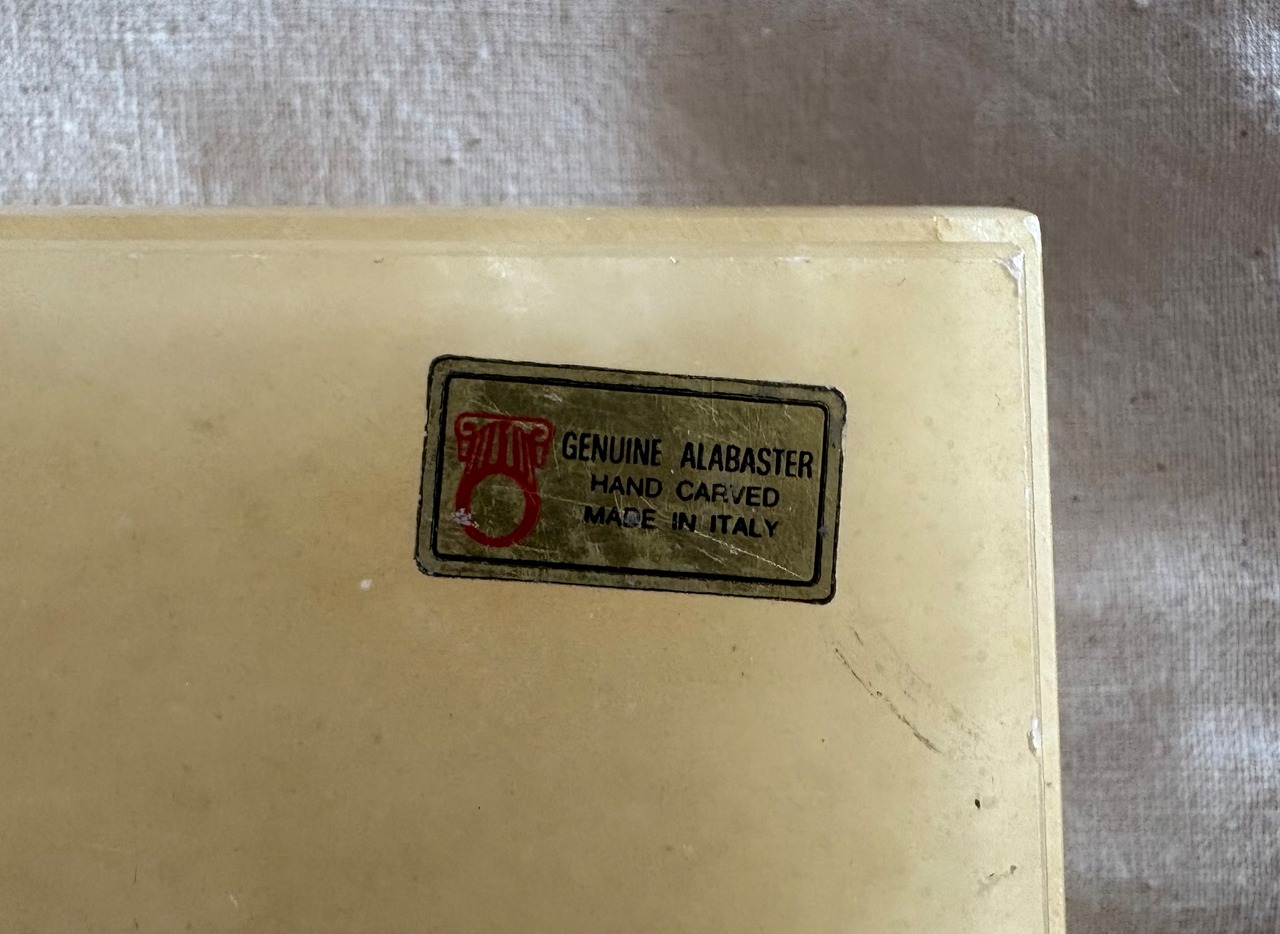 GENUINE ALABASTER
HAND CARVED
MADE IN ITALY